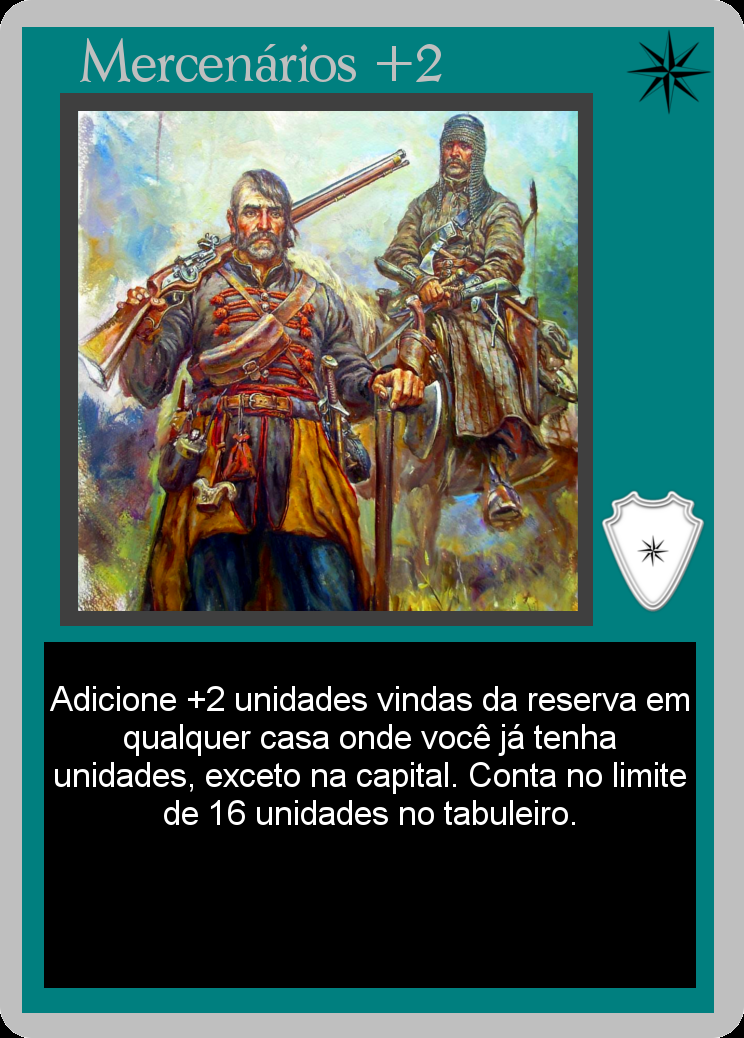 Mercenários +2
Adicione +2 unidades vindas da reserva em
qualquer casa onde você já tenha
unidades, exceto na capital. Conta no limite
de 16 unidades no tabuleiro.